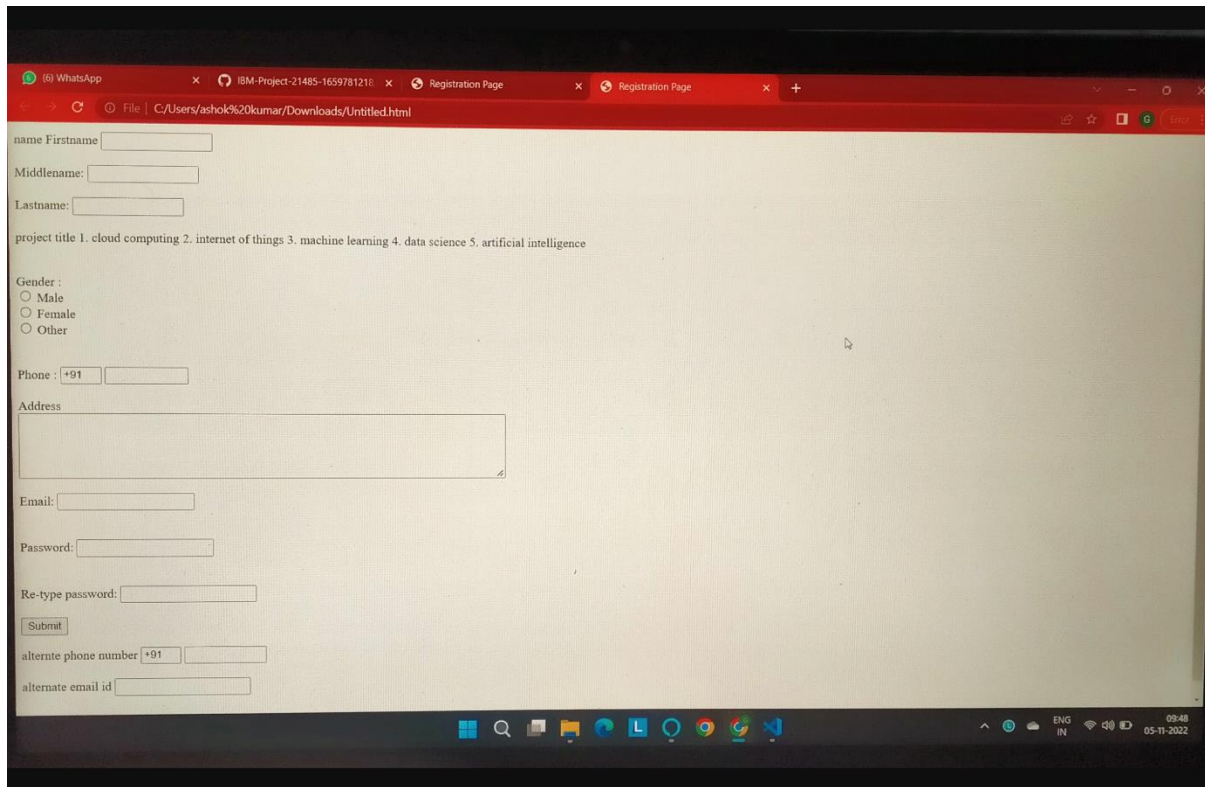 (6) WhatsApp
IBM-Project-21485-1659781218
Registration Page
Registration Page
File C:/Users/ashok%20kumar/Downloads/Untitled.html
G
name Firstname
Middlename:
Lastname:
project title 1. cloud computing 2. internet of things 3. machine learning 4. data science 5. artificial intelligence
Gender :
Male
Female
Other
Phone : +91
Address
Email:
Password:
Re-type password:
Submit
alternte phone number +91
alternate email id
L
ENG
IN
09:48
05-11-2022